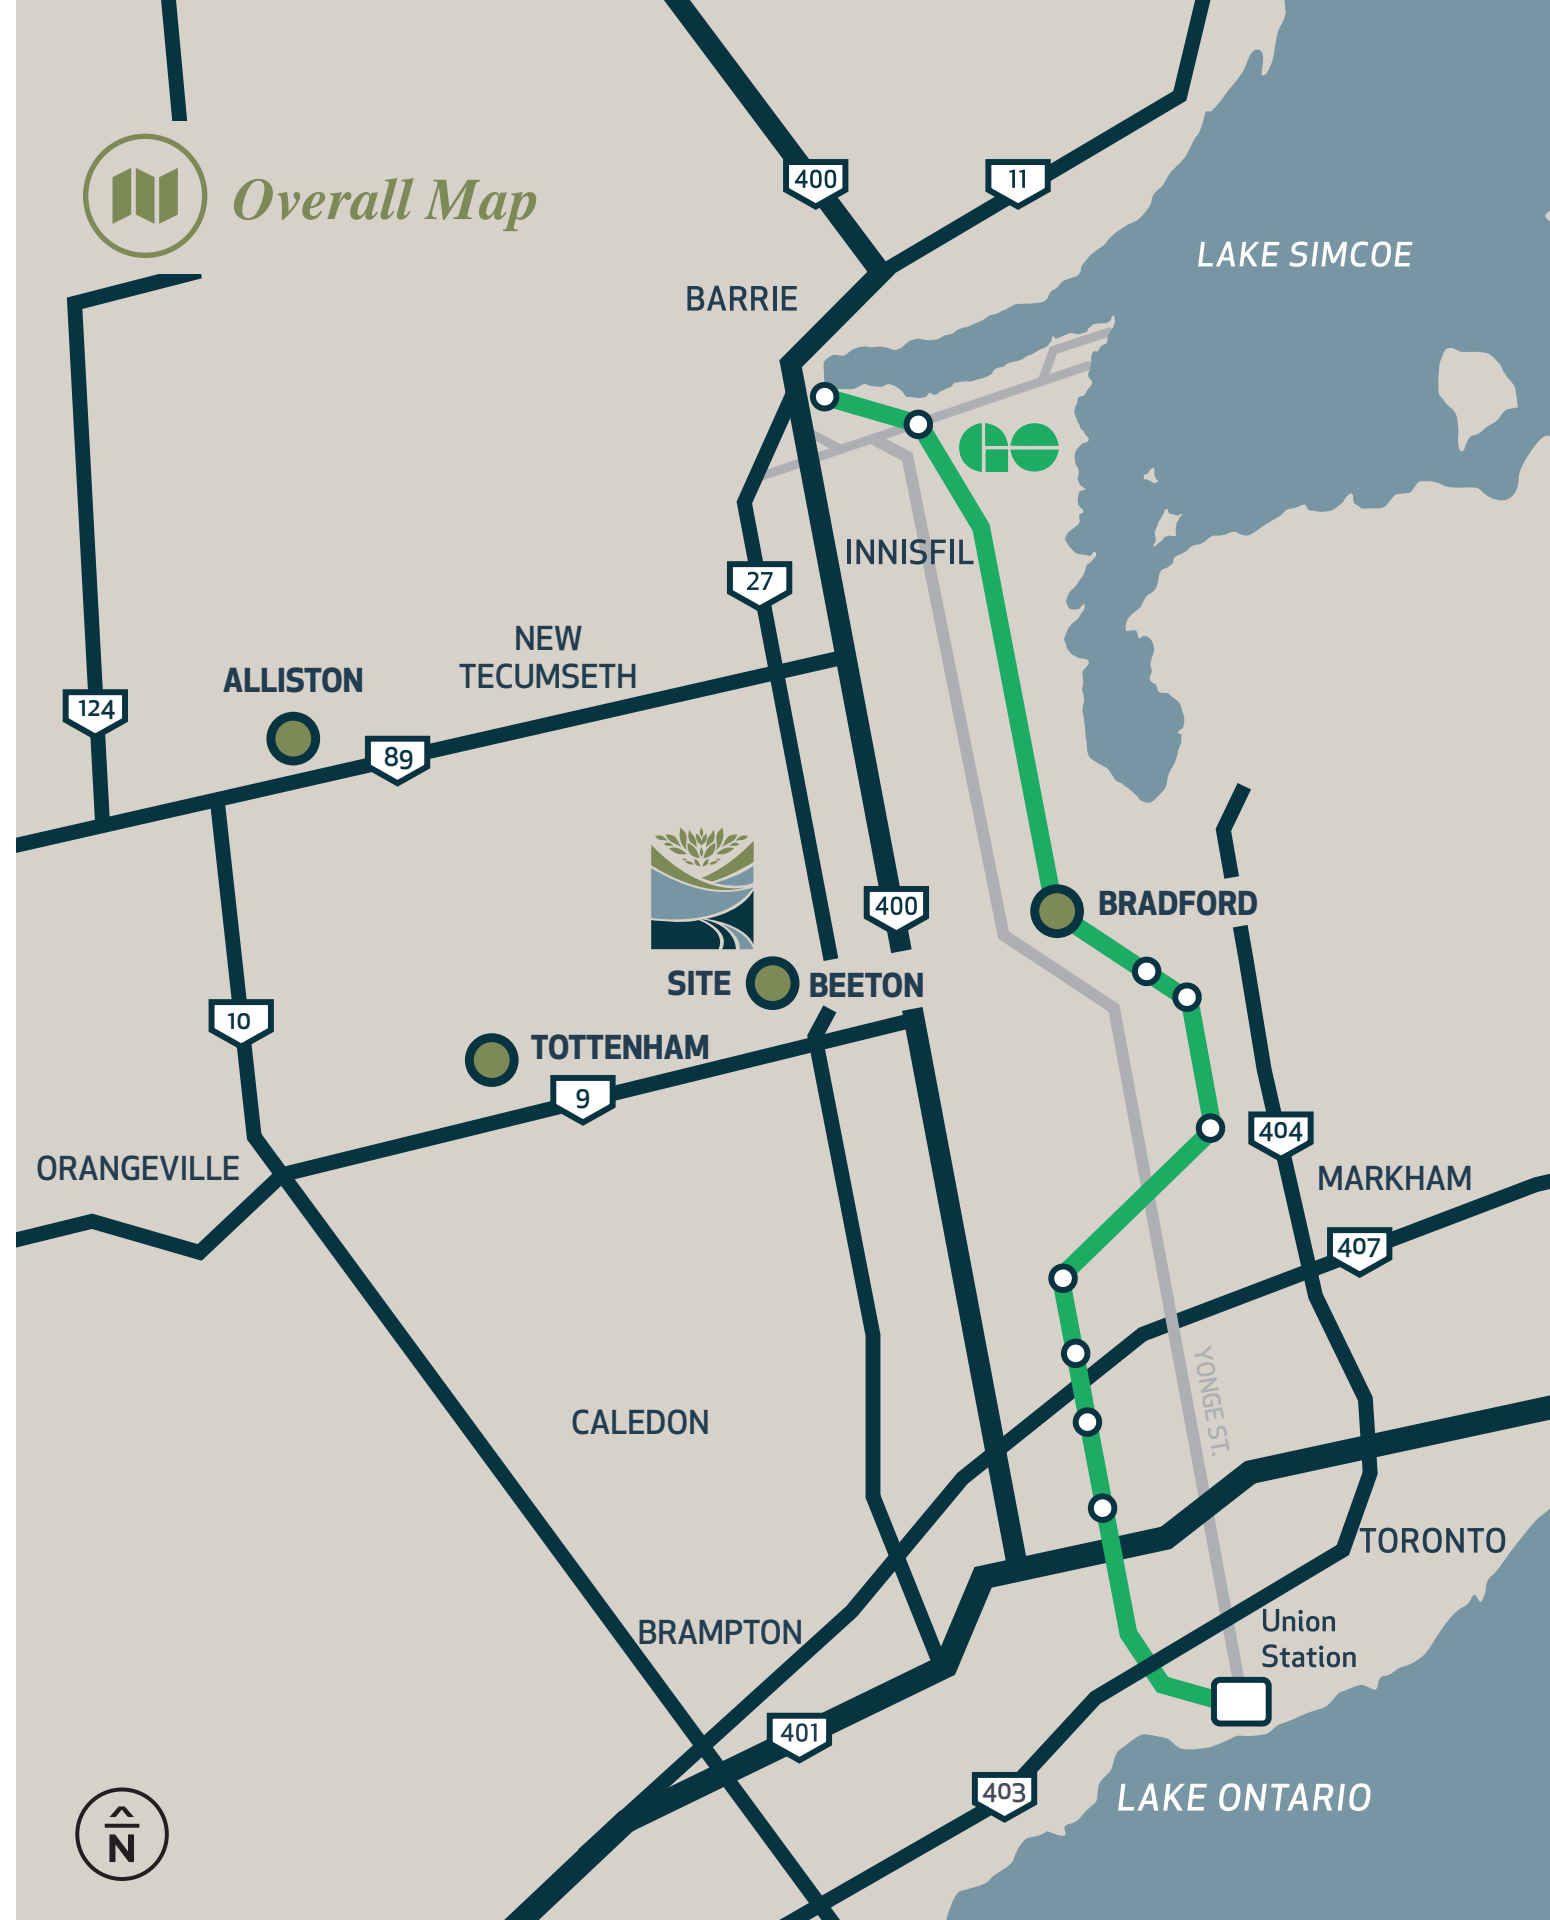 400
11
Overall Map
LAKE SIMCOE
BARRIE
GO
INNISFIL
27
NEW
TECUMSETH
ALLISTON
124
89
400
BRADFORD
SITE
BEETON
10
TOTTENHAM
9
404
ORANGEVILLE
MARKHAM
407
YONGE ST.
CALEDON
TORONTO
BRAMPTON
Union
Station
401
403
LAKE ONTARIO
N